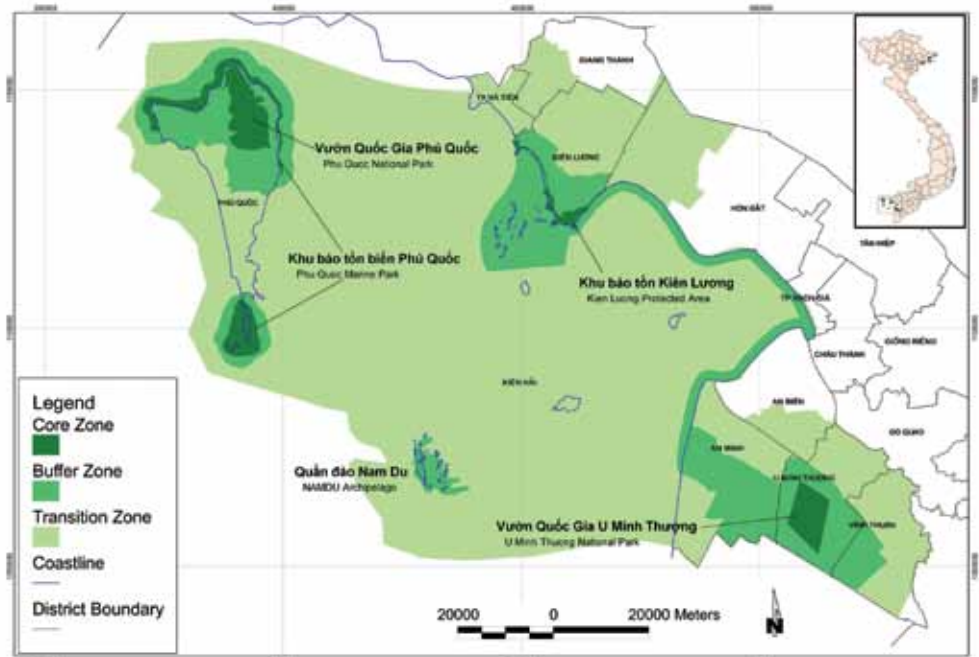 GIANG THÀNH
TX HÀ TIÊN
KIÊN LƯƠNG
Vườn Quốc Gia Phú Quốc
Phu Quoc National Park
PHÚ QUỐC
HÒN ĐẤT
TÂN HIỆP
Khu bảo tồn biển Phú Quốc
Phu Quoc Marine Park
Khu bảo tồn Kiên Lương
Kien Luong Protected Area
CHÂU THÀNH
GIỒNG RIỀNG
KIÊN HẢI
AN BIÊN
GÒ QUAO
AN MINH
U MINH THƯỢNG
VĨNH THUẬN
Quần đảo Nam Du
NAMDU Archipelago
Vườn Quốc Gia U Minh Thượng
U Minh Thuong National Park
Legend
Core Zone
Buffer Zone
Transition Zone
Coastline
District Boundary
20000 0 20000 Meters
N